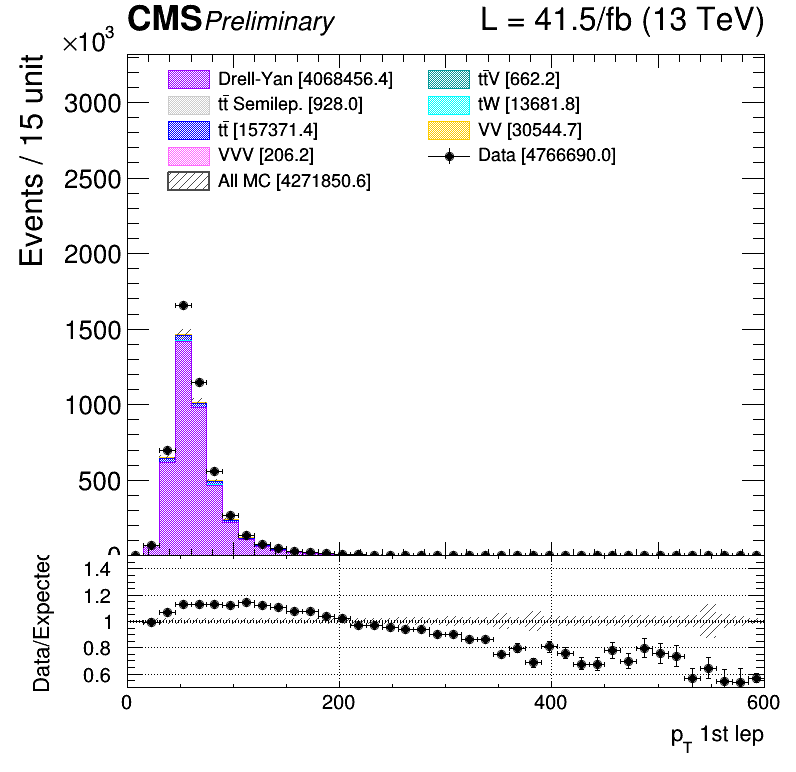 CMS Preliminary L = 41.5/fb (13 TeV)
×10³
Events / 15 unit
Drell-Yan [4068456.4]
tt̄ Semilep. [928.0]
tt̄ [157371.4]
VVV [206.2]
All MC [4271850.6]
tt̄V [662.2]
tW [13681.8]
VV [30544.7]
Data [4766690.0]
3000
2500
2000
1500
1000
500
0
Data/Expected
1.4
1.2
1
0.8
0.6
0 200 400 600
p_T 1st lep